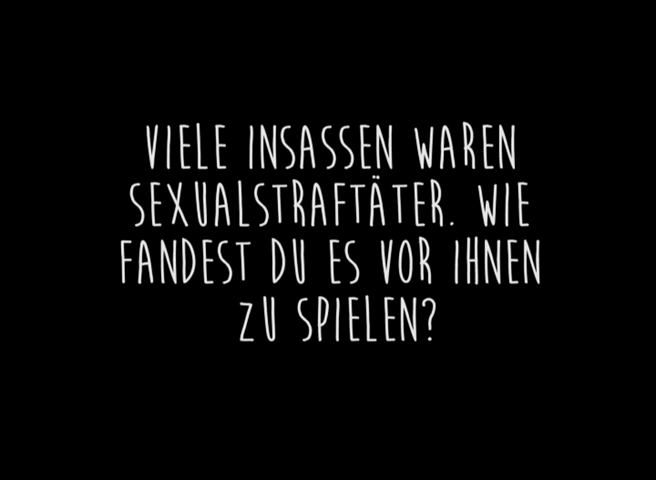 VIELE INSASSEN WAREN
SEXUALSTRAFTÄTER. WIE
FANDEST DU ES VOR IHNEN
ZU SPIELEN?